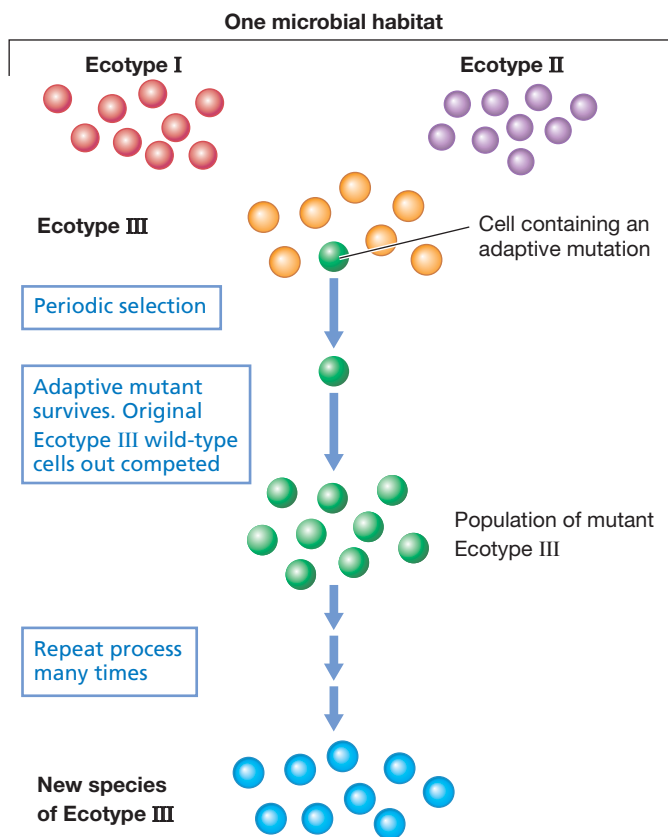 One microbial habitat
Ecotype I
Ecotype II
Ecotype III
Cell containing an
adaptive mutation
Periodic selection
Adaptive mutant
survives. Original
Ecotype III wild-type
cells out competed
Population of mutant
Ecotype III
Repeat process
many times
New species
of Ecotype III